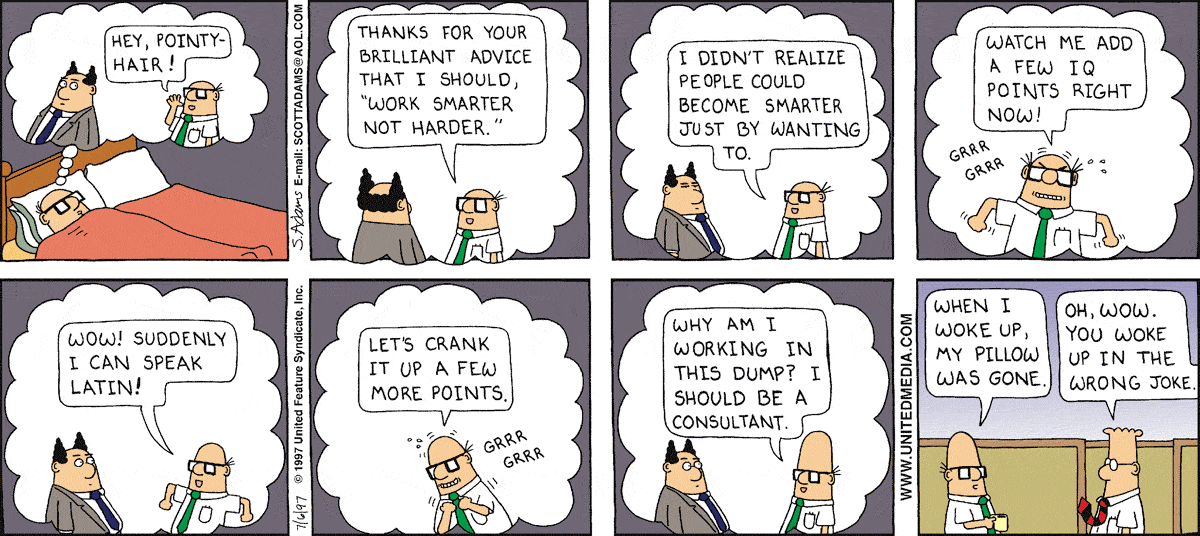 HEY, POINTY-
HAIR!
S. Adams E-mail: SCOTTADAMS@AOL.COM
THANKS FOR YOUR
BRILLIANT ADVICE
THAT I SHOULD,
"WORK SMARTER
NOT HARDER."
I DIDN'T REALIZE
PEOPLE COULD
BECOME SMARTER
JUST BY WANTING
TO.
WATCH ME ADD
A FEW IQ
POINTS RIGHT
NOW!
GRRR
GRRR
WOW! SUDDENLY
I CAN SPEAK
LATIN!
7/6/97 © 1997 United Feature Syndicate, Inc.
LET'S CRANK
IT UP A FEW
MORE POINTS.
GRRR
GRRR
WHY AM I
WORKING IN
THIS DUMP? I
SHOULD BE A
CONSULTANT.
WWW.UNITEDMEDIA.COM
WHEN I
WOKE UP,
MY PILLOW
WAS GONE.
OH, WOW.
YOU WOKE
UP IN THE
WRONG JOKE.